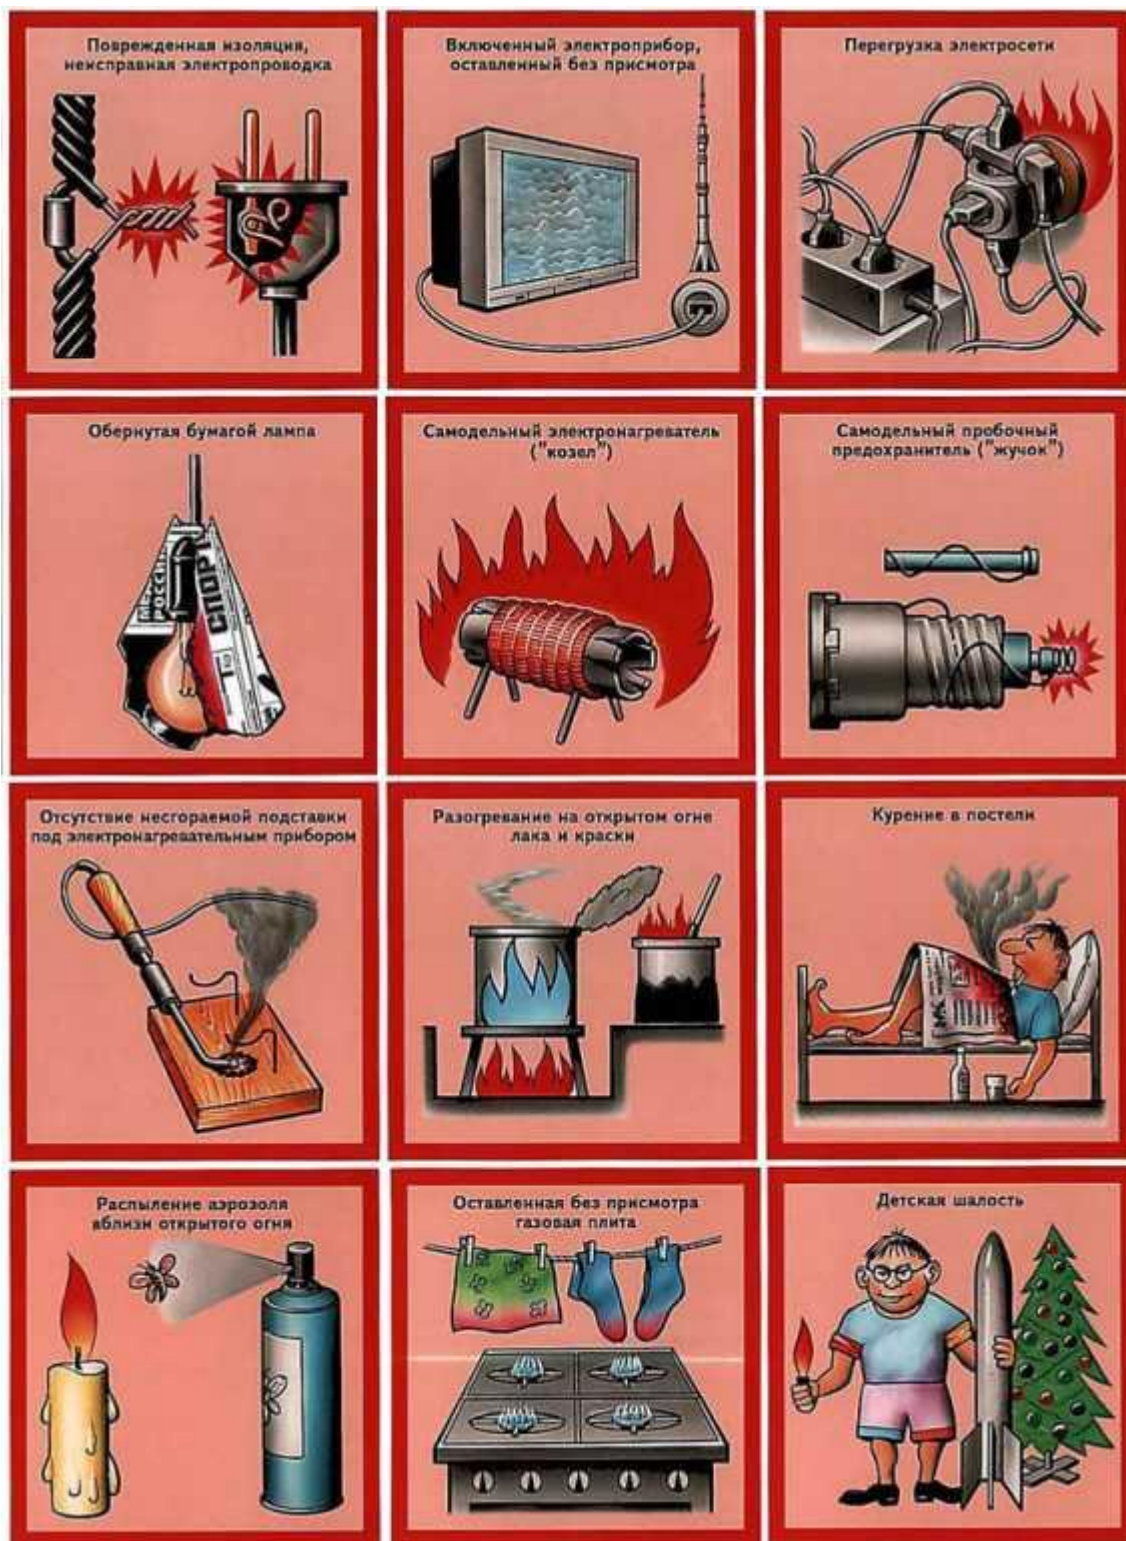 Поврежденная изоляция,
неисправная электропроводка
Включенный электроприбор,
оставленный без присмотра
Перегрузка электросети
Обернутая бумагой лампа
РОССИИ
СПОРТ
Самодельный электронагреватель
("козел")
Самодельный пробочный
предохранитель ("жучок")
Отсутствие несгораемой подставки
под электронагревательным прибором
Разогревание на открытом огне
лака и краски
Курение в постели
Распыление аэрозоля
вблизи открытого огня
Оставленная без присмотра
газовая плита
Детская шалость